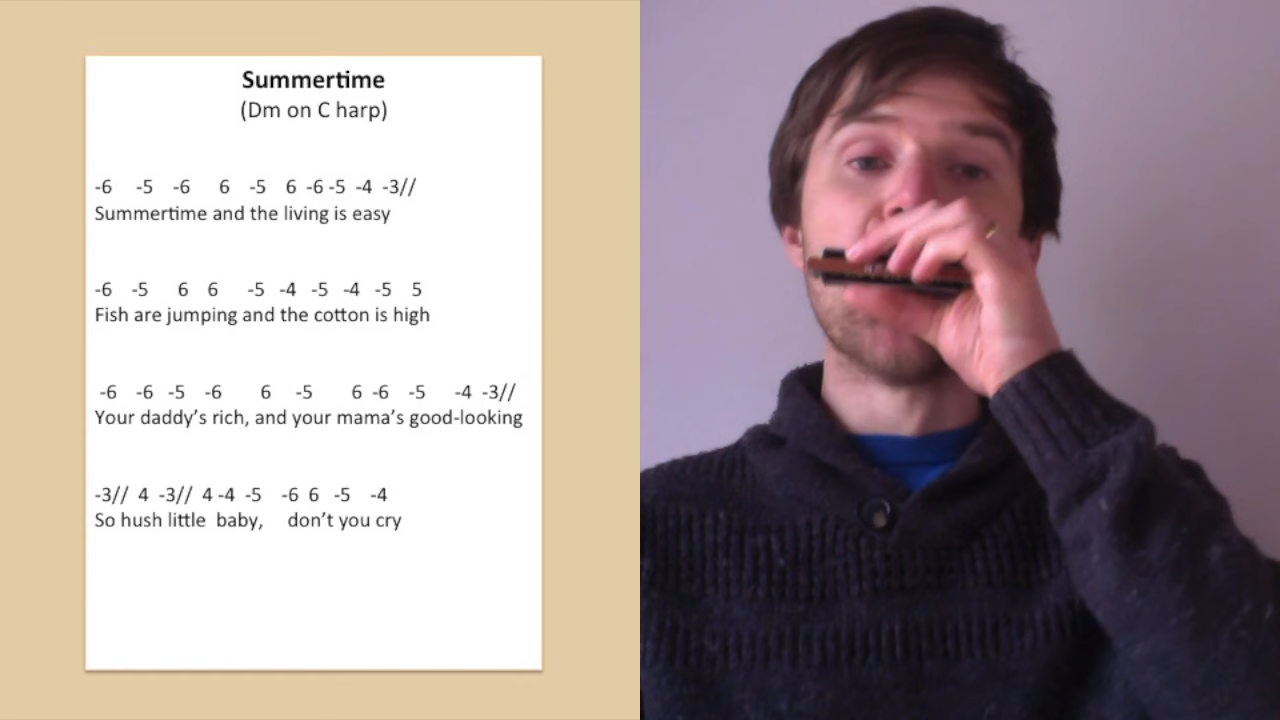 Summertime
(Dm on C harp)
-6 -5 -6 6 -5 6 -6 -5 -4 -3//
Summertime and the living is easy
-6 -5 6 6 -5 -4 -5 -4 -5 5
Fish are jumping and the cotton is high
-6 -6 -5 -6 6 -5 6 -6 -5 -4 -3//
Your daddy's rich, and your mama's good-looking
-3// 4 -3// 4 -4 -5 -6 6 -5 -4
So hush little baby, don't you cry